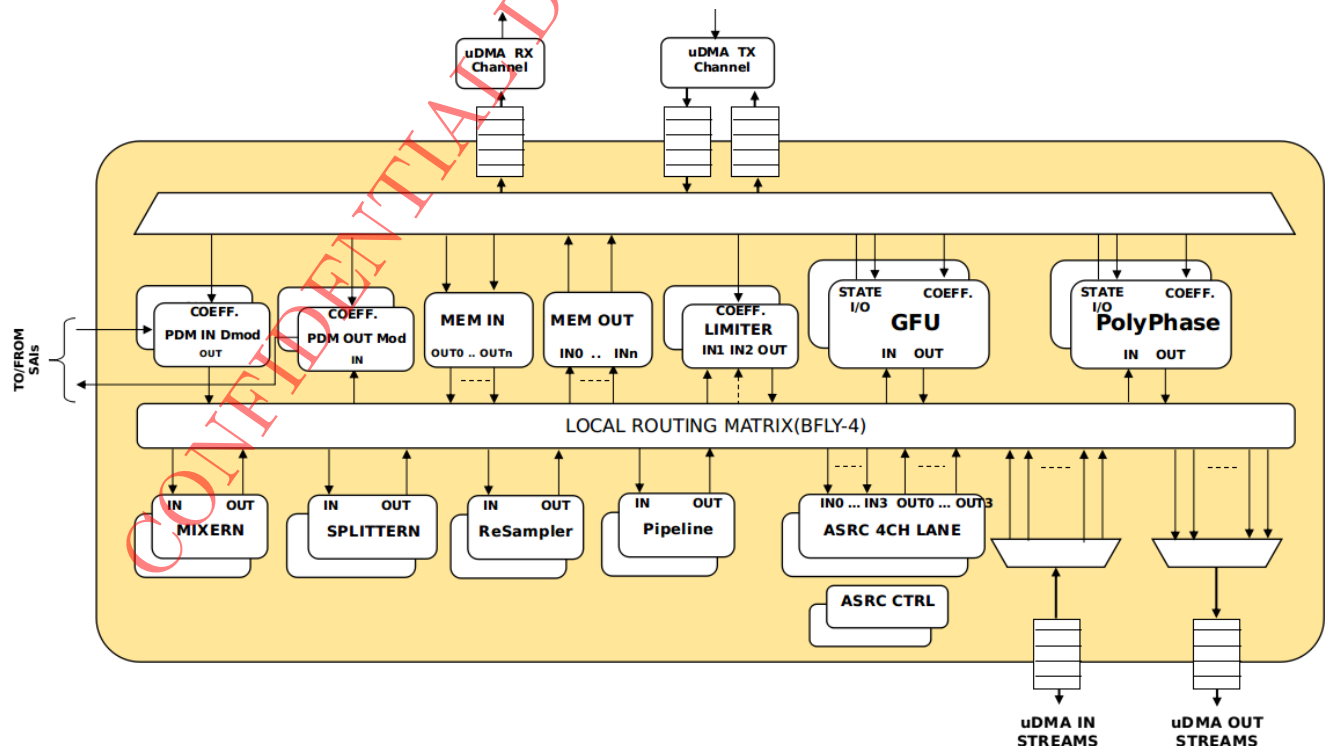 uDMA RX
Channel
uDMA TX
Channel
CONFIDENTIAL
TO/FROM
SAIs
COEFF.
PDM IN Dmod
OUT
COEFF.
PDM OUT Mod
IN
MEM IN
OUT0 .. OUTn
MEM OUT
IN0 .. INn
COEFF.
LIMITER
IN1 IN2 OUT
STATE
I/O
COEFF.
GFU
IN OUT
STATE
I/O
COEFF.
PolyPhase
IN OUT
LOCAL ROUTING MATRIX(BFLY-4)
IN OUT
MIXERN
IN OUT
SPLITTERN
IN OUT
ReSampler
IN OUT
Pipeline
IN0 ... IN3 OUT0 ... OUT3
ASRC 4CH LANE
ASRC CTRL
uDMA IN
STREAMS
uDMA OUT
STREAMS